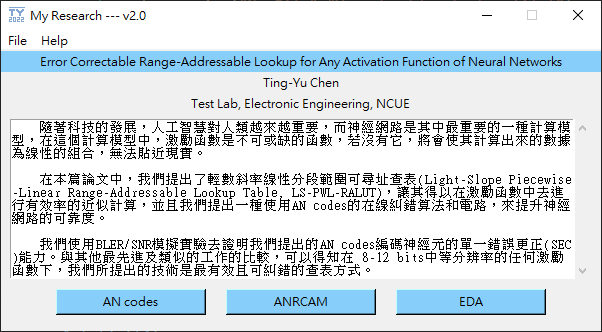 TY
2022
My Research --- v2.0
File Help
Error Correctable Range-Addressable Lookup for Any Activation Function of Neural Networks
Ting-Yu Chen
Test Lab, Electronic Engineering, NCUE
隨著科技的發展，人工智慧對人類越來越重要，而神經網路是其中最重要的一種計算模
型，在這個計算模型中，激勵函數是不可或缺的函數，若沒有它，將會使其計算出來的數據
為線性的組合，無法貼近現實。
在本篇論文中，我們提出了輕斜率線性分段範圍可尋址查表(Light-Slope Piecewise
-Linear Range-Addressable Lookup Table, LS-PWL-RALUT)，讓其得以在激勵函數中去進
行有效率的近似計算，並且我們提出一種使用AN codes的在線糾錯算法和電路，來提升神經
網路的可靠度。
我們使用BLER/SNR模擬實驗去證明我們提出的AN codes編碼神經元的單一錯誤更正(SEC
)能力。與其他最先進及類似的工作的比較，可以得知在 8-12 bits中等分辨率的任何激勵
函數下，我們所提出的技術是最有效且可糾錯的查表方式。
AN codes
ANRCAM
EDA